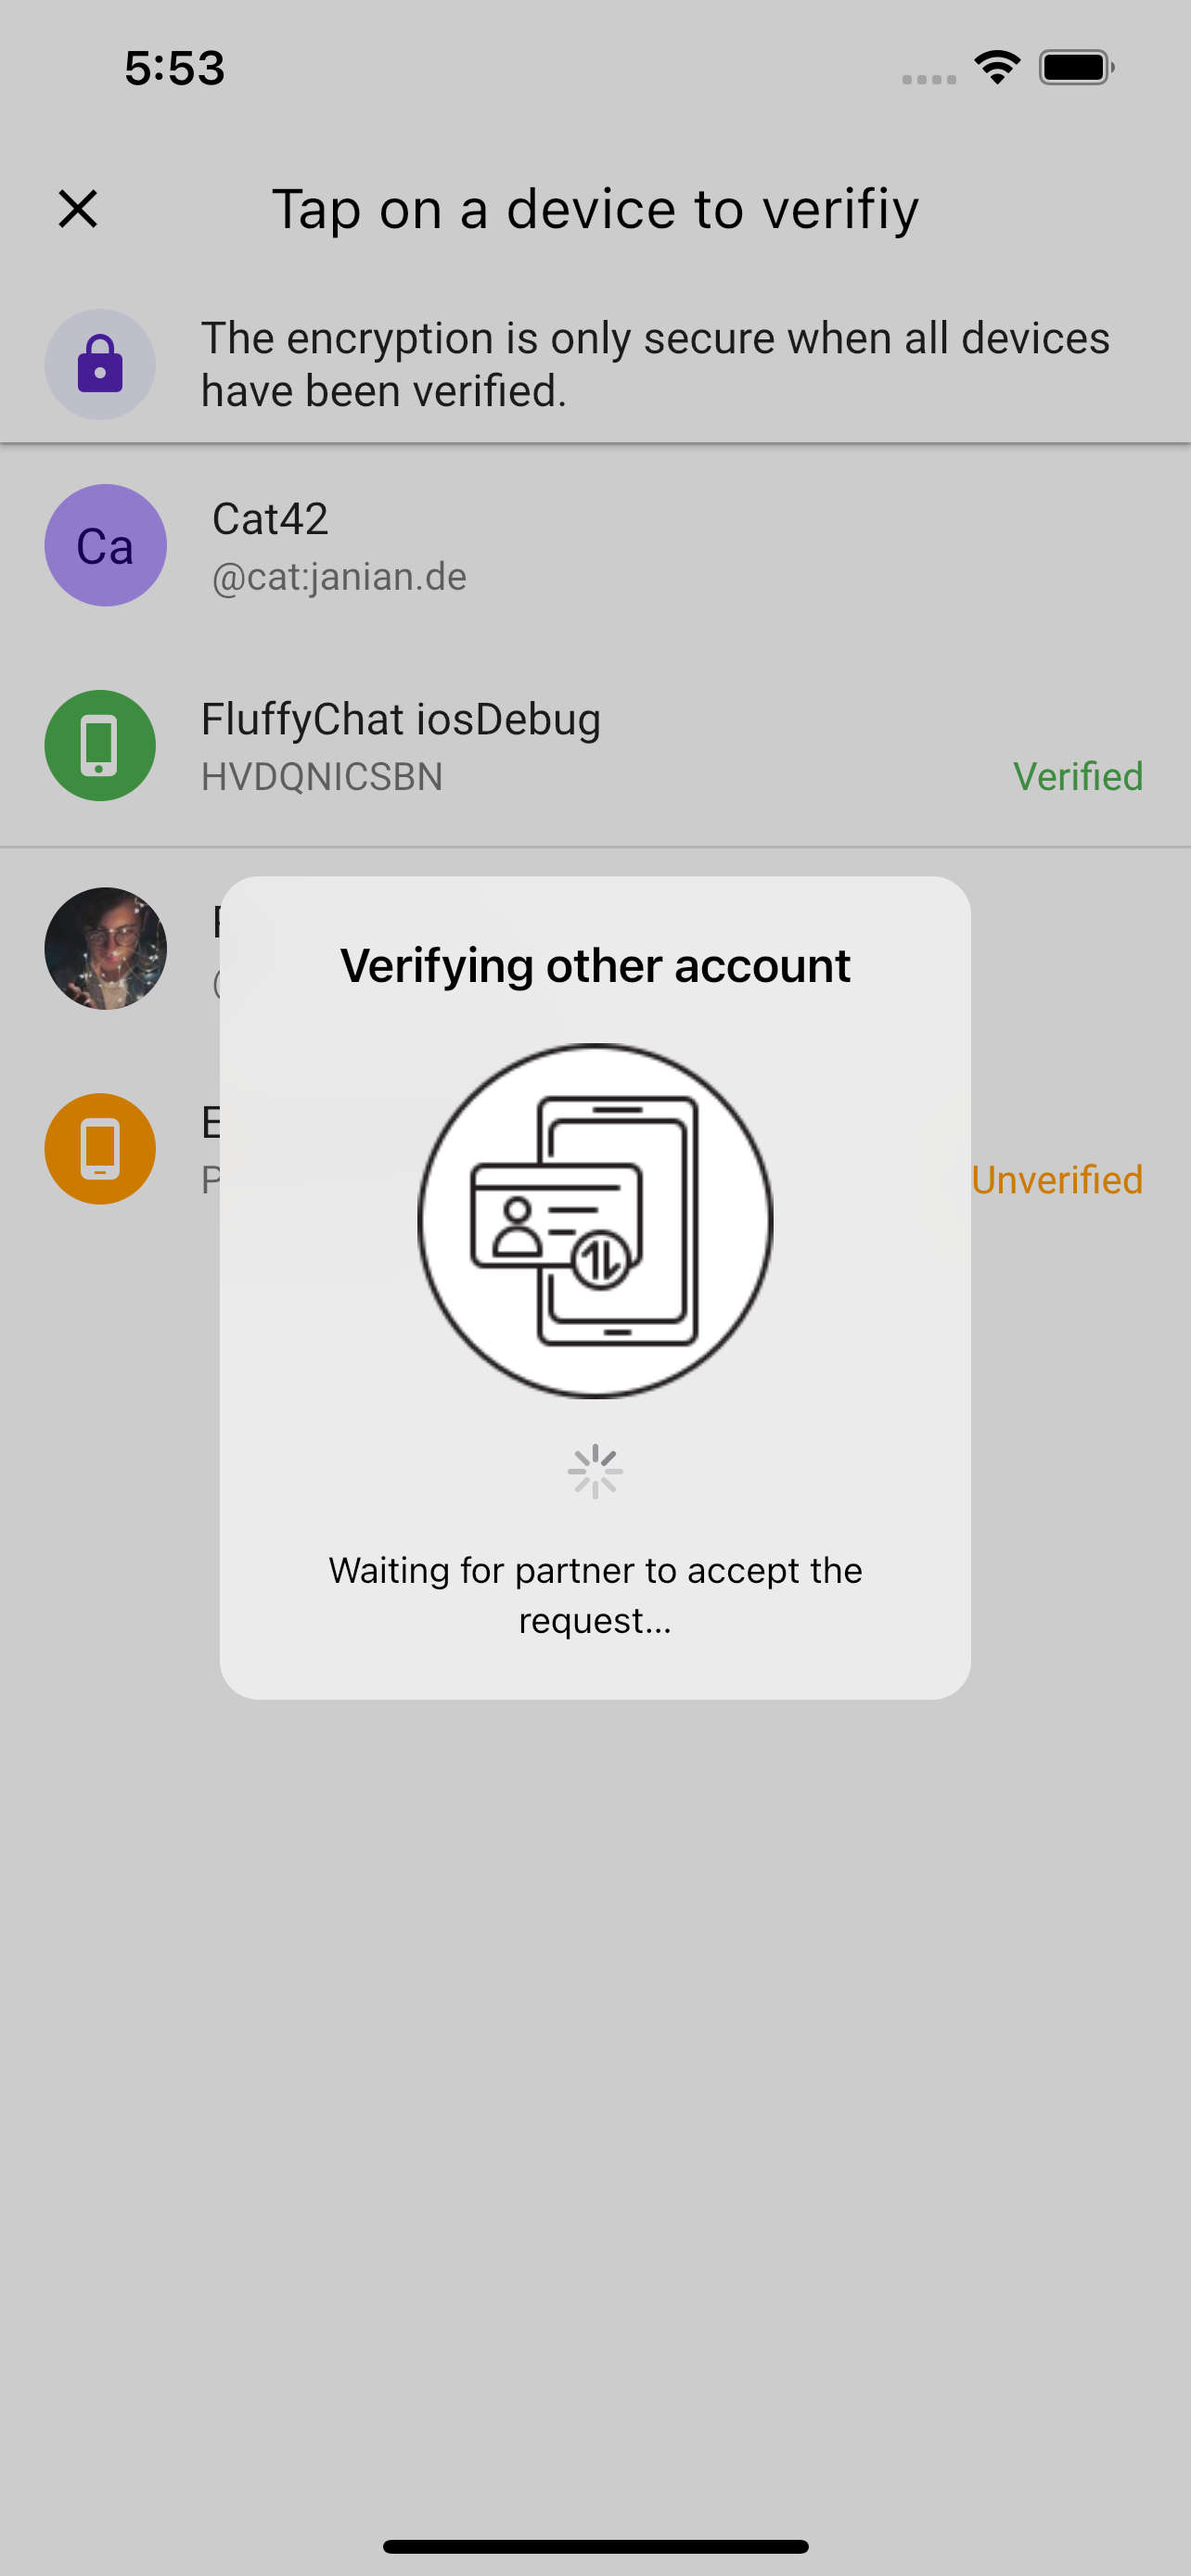 5:53
Tap on a device to verifiy
The encryption is only secure when all devices
have been verified.
Ca
Cat42
@cat:janian.de
FluffyChat iosDebug
HVDQNICSBN
Verified
Verifying other account
Unverified
Waiting for partner to accept the
request...